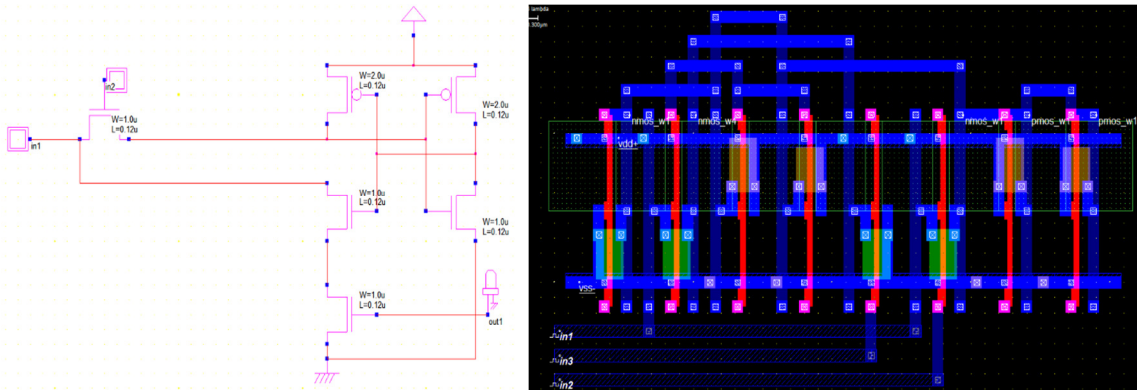 in2
W=1.0u
L=0.12u
in1
W=2.0u
L=0.12u
W=2.0u
L=0.12u
W=1.0u
L=0.12u
W=1.0u
L=0.12u
W=1.0u
L=0.12u
out1
lambda
0.300µm
nmos_w1
nmos_w1
nmos_w1
pmos_w1
pmos_w1
vdd+
vss-
in1
in3
in2